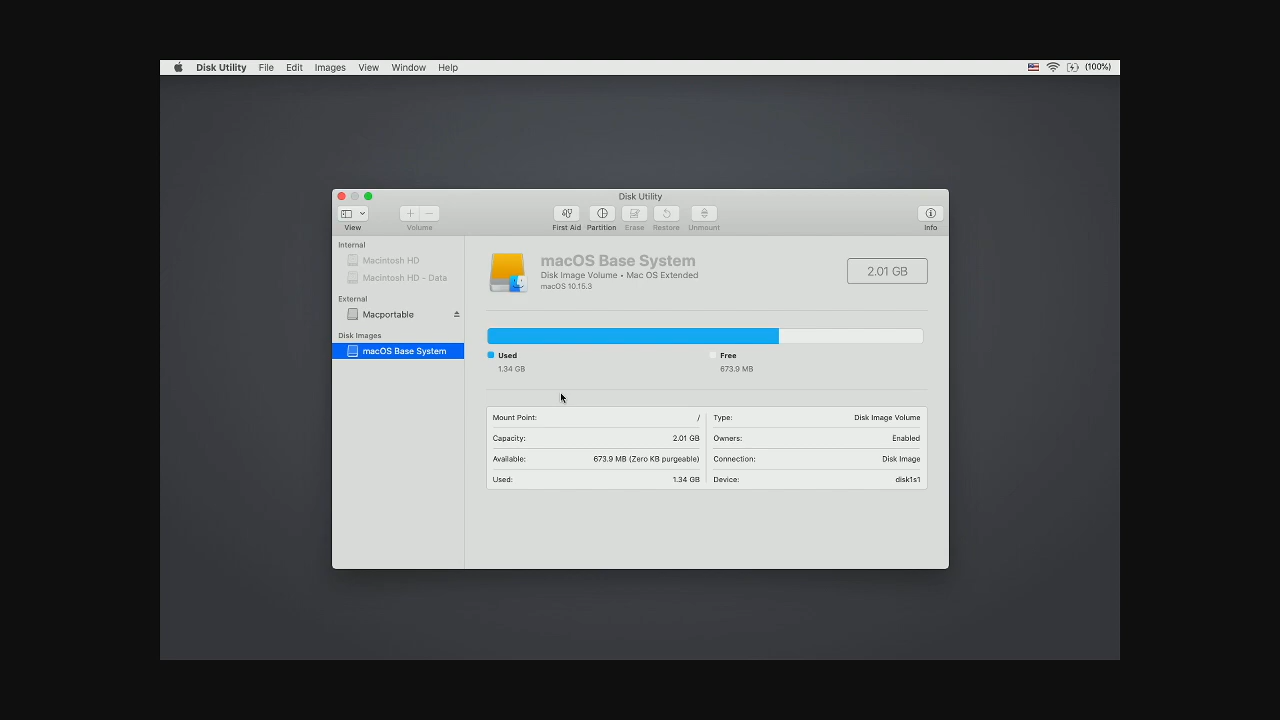 Disk Utility File Edit Images View Window Help (100%)
Disk Utility
View Volume First Aid Partition Erase Restore Unmount Info
Internal
Macintosh HD
Macintosh HD - Data
External
Macportable
Disk Images
macOS Base System
macOS Base System
Disk Image Volume • Mac OS Extended
macOS 10.15.3
2.01 GB
Used
1.34 GB
Free
673.9 MB
Mount Point: /
Capacity: 2.01 GB
Available: 673.9 MB (Zero KB purgeable)
Used: 1.34 GB
Type: Disk Image Volume
Owners: Enabled
Connection: Disk Image
Device: disk1s1